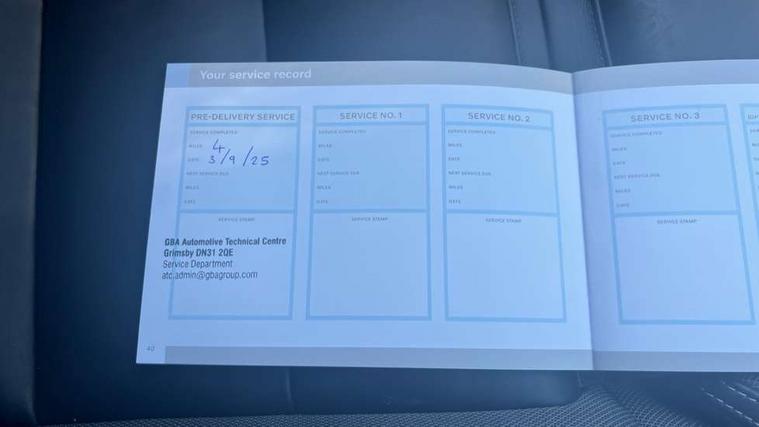 Your service record
PRE-DELIVERY SERVICE
SERVICE COMPLETED
MILES 4
DATE 3/9/25
NEXT SERVICE DUE
MILES
DATE
SERVICE STAMP
GBA Automotive Technical Centre
Grimsby DN31 2QE
Service Department
atc.admin@gbagroup.com
SERVICE NO. 1
SERVICE COMPLETED
MILES
DATE
NEXT SERVICE DUE
MILES
DATE
SERVICE STAMP
SERVICE NO. 2
SERVICE COMPLETED
MILES
DATE
NEXT SERVICE DUE
MILES
DATE
SERVICE STAMP
SERVICE NO. 3
SERVICE COMPLETED
MILES
DATE
NEXT SERVICE DUE
MILES
DATE
SERVICE STAMP
40